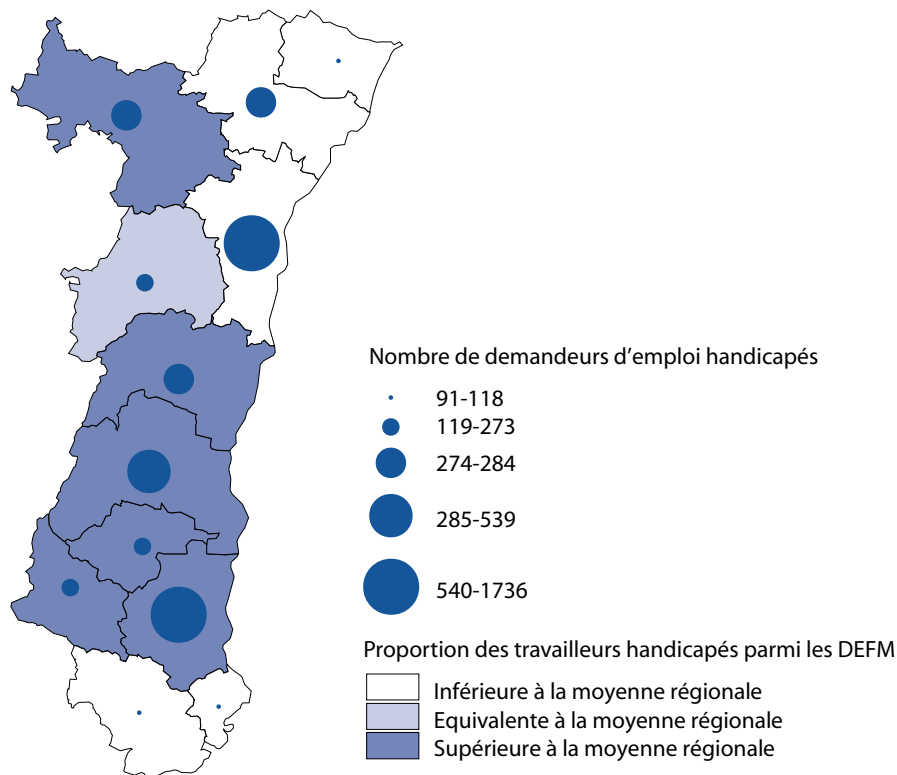 Nombre de demandeurs d’emploi handicapés
91-118
119-273
274-284
285-539
540-1736
Proportion des travailleurs handicapés parmi les DEFM
Inférieure à la moyenne régionale
Equivalente à la moyenne régionale
Supérieure à la moyenne régionale